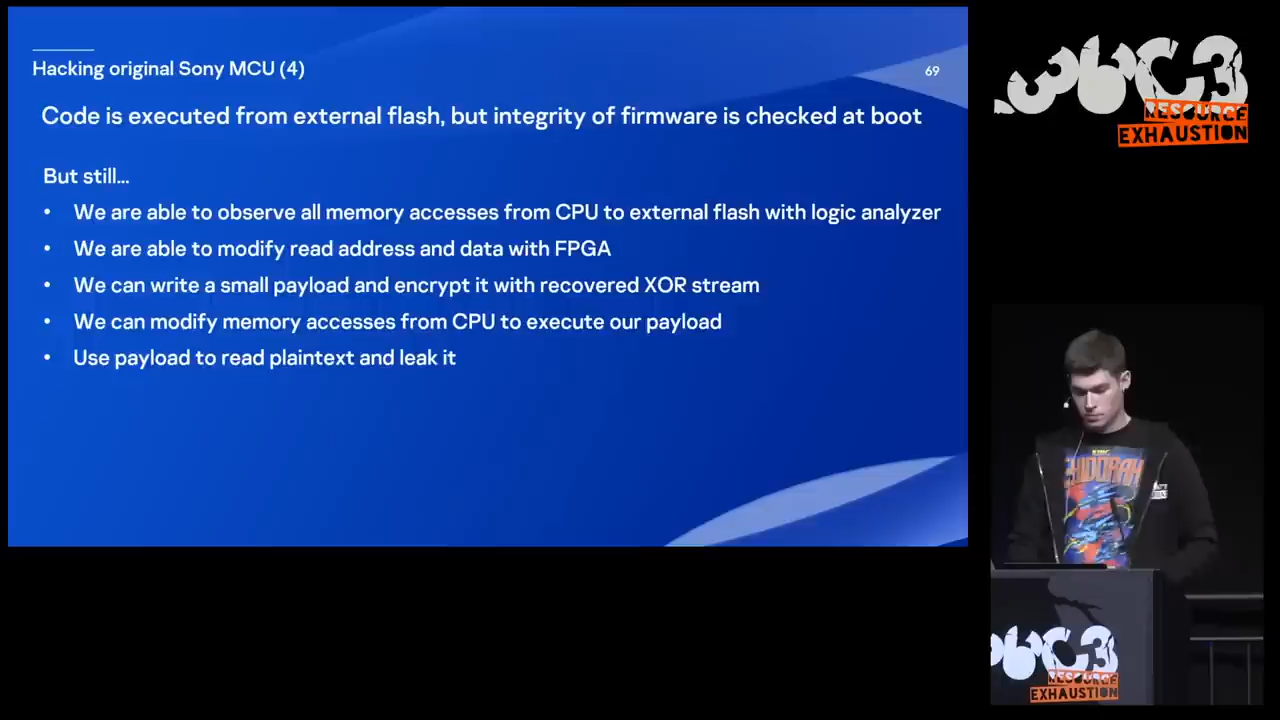 Hacking original Sony MCU (4)
69
Code is executed from external flash, but integrity of firmware is checked at boot
But still...
• We are able to observe all memory accesses from CPU to external flash with logic analyzer
• We are able to modify read address and data with FPGA
• We can write a small payload and encrypt it with recovered XOR stream
• We can modify memory accesses from CPU to execute our payload
• Use payload to read plaintext and leak it
36C3
RESOURCE
EXHAUSTION
36C3
RESOURCE
EXHAUSTION